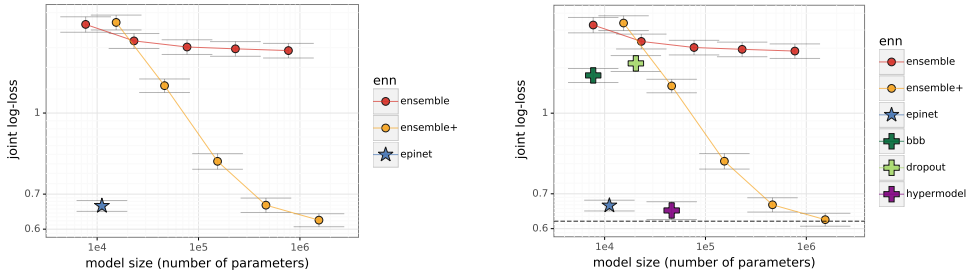 joint log-loss
1
0.7
0.6
1e4
1e5
1e6
model size (number of parameters)
enn
ensemble
ensemble+
epinet
joint log-loss
1
0.7
0.6
1e4
1e5
1e6
model size (number of parameters)
enn
ensemble
ensemble+
epinet
bbb
dropout
hypermodel